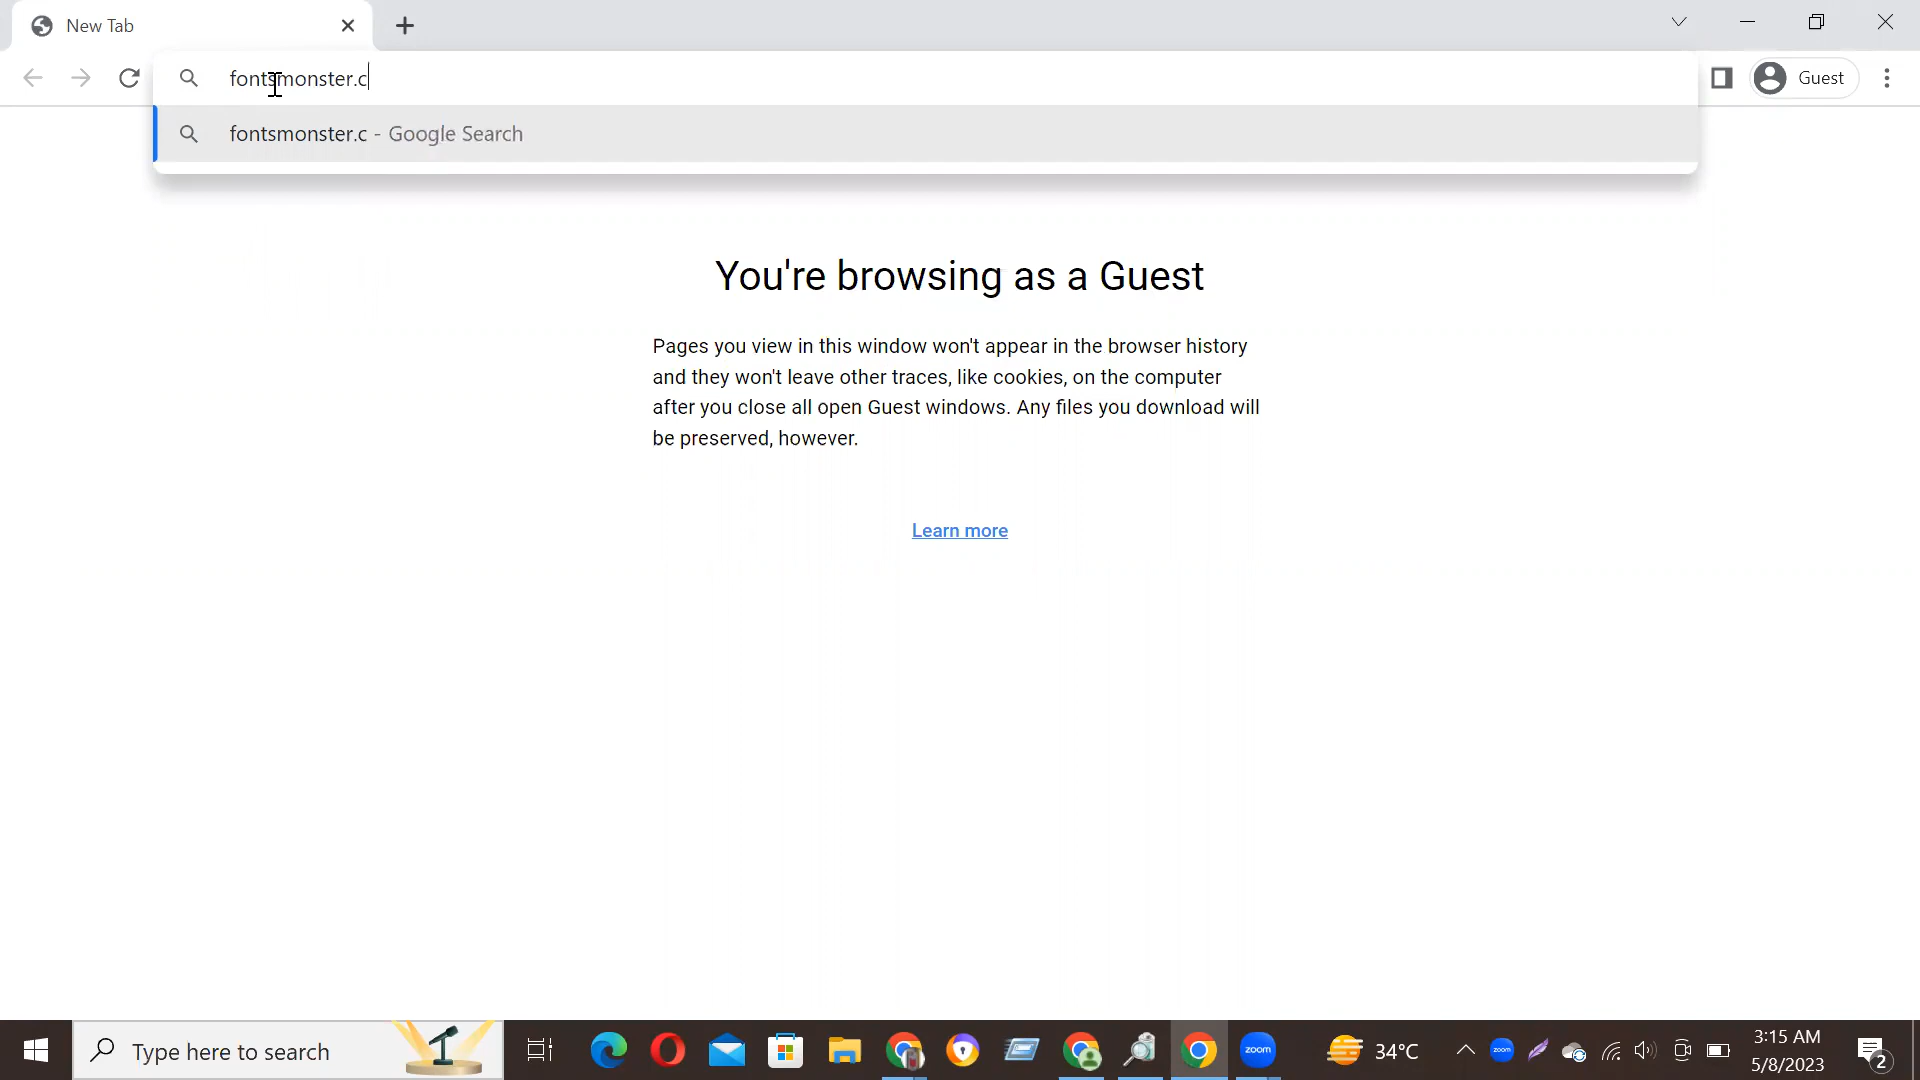 New Tab
fontsmonster.c
Guest
fontsmonster.c - Google Search
You're browsing as a Guest
Pages you view in this window won't appear in the browser history
and they won't leave other traces, like cookies, on the computer
after you close all open Guest windows. Any files you download will
be preserved, however.
Learn more
Type here to search
zoom
34°C
zoom
3:15 AM
5/8/2023
2